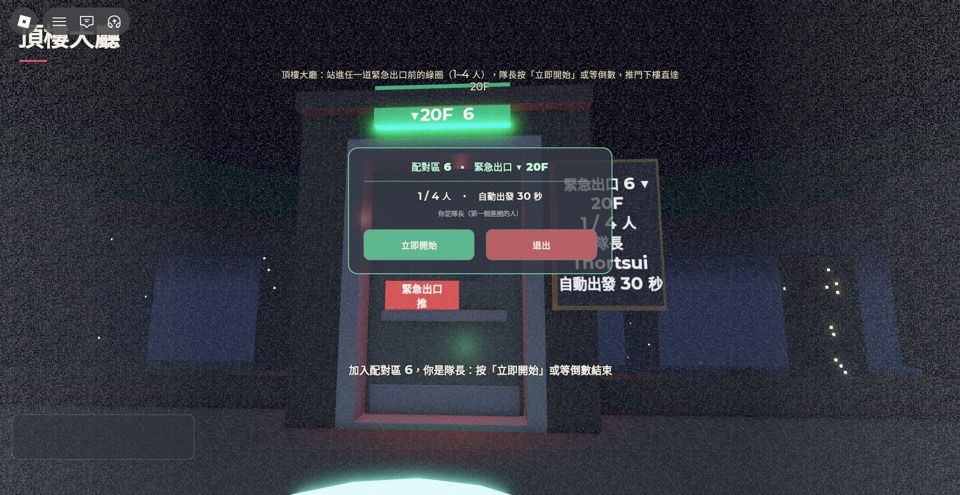 頂樓大廳
頂樓大廳：站進任一道緊急出口前的綠圈（1–4 人），隊長按「立即開始」或等倒數，推門下樓直達
20F
▼20F 6
配對區 6 • 緊急出口 ▼ 20F
1 / 4 人 • 自動出發 30 秒
你是隊長（第一個進圈的人）
立即開始
退出
緊急出口 6 ▼
20F
1 / 4 人
隊長
Thortsui
自動出發 30 秒
緊急出口
推
加入配對區 6，你是隊長：按「立即開始」或等倒數結束